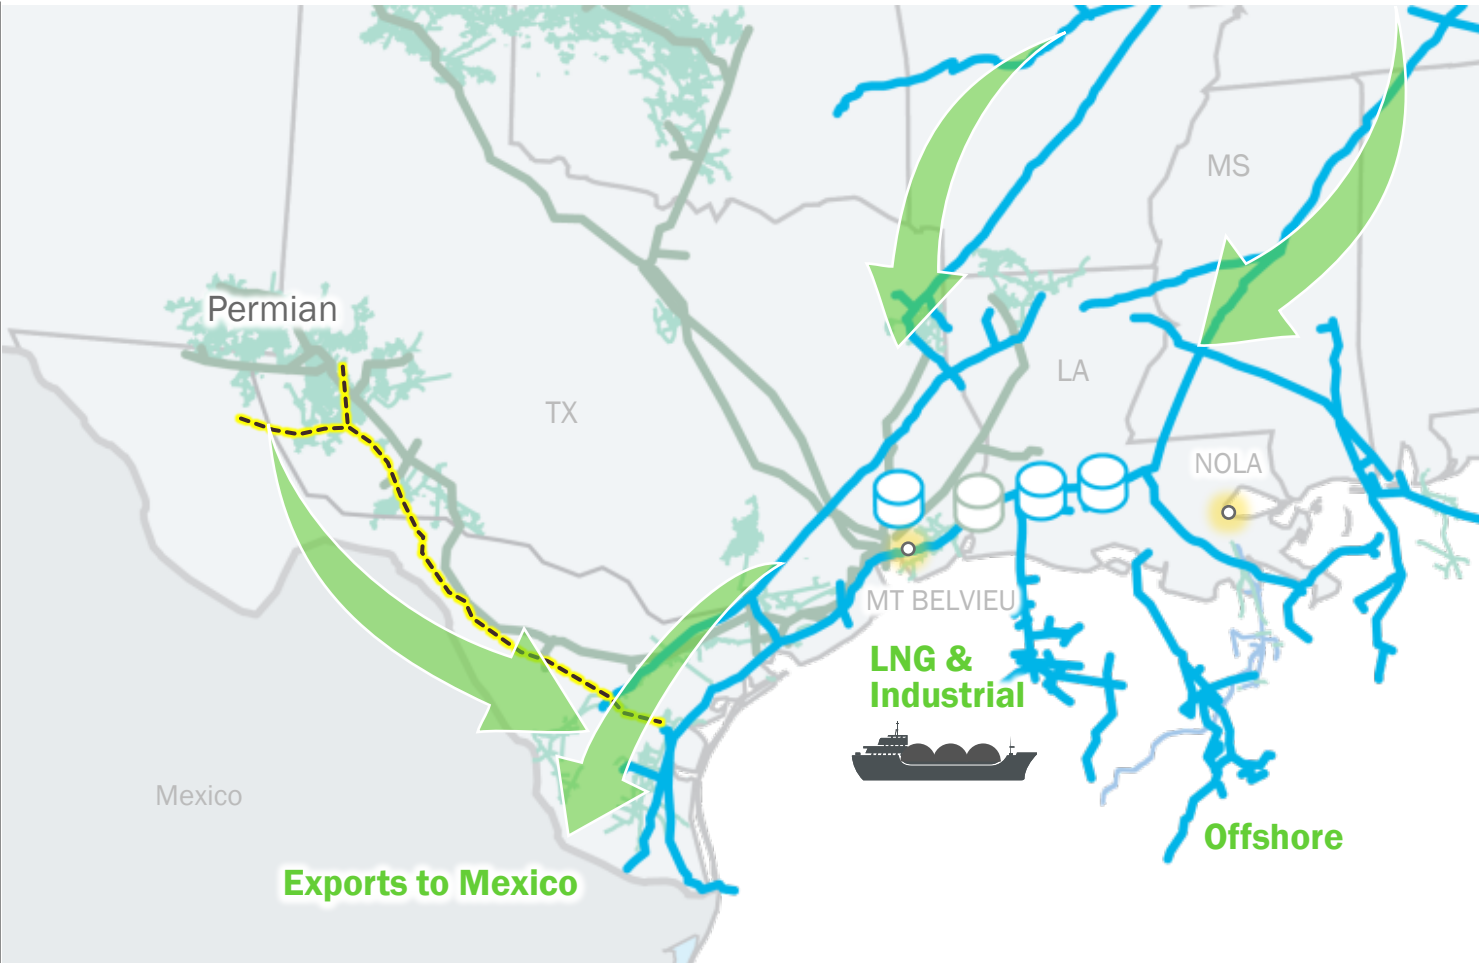 MS
Permian
LA
TX
NOLA
MT BELVIEU
LNG &
Industrial
Mexico
Offshore
Exports to Mexico